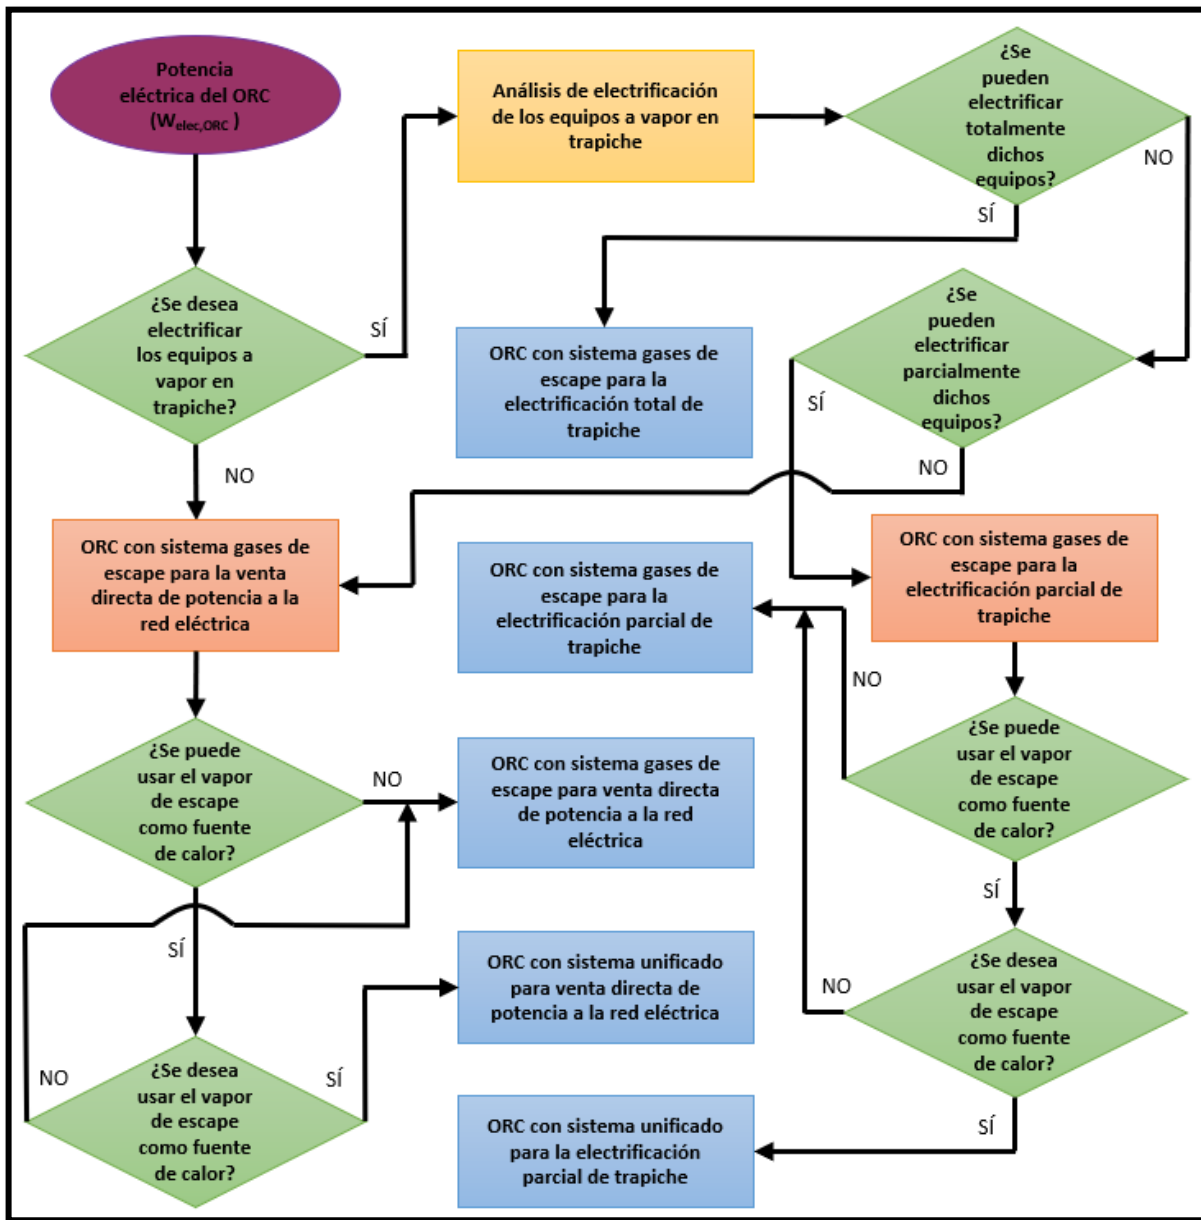 Potencia
eléctrica del ORC
(Welec,ORC )
Análisis de electrificación
de los equipos a vapor en
trapiche
¿Se
pueden
electrificar
totalmente
dichos
equipos?
NO
SÍ
¿Se desea
electrificar
los equipos a
vapor en
trapiche?
SÍ
NO
ORC con sistema gases de
escape para la
electrificación total de
trapiche
¿Se
pueden
electrificar
parcialmente
dichos
equipos?
SÍ
NO
ORC con sistema gases de
escape para la venta
directa de potencia a la
red eléctrica
ORC con sistema gases de
escape para la
electrificación parcial de
trapiche
ORC con sistema gases de
escape para la
electrificación parcial de
trapiche
¿Se puede
usar el vapor
de escape
como fuente
de calor?
NO
SÍ
ORC con sistema gases de
escape para venta directa
de potencia a la red
eléctrica
NO
¿Se puede
usar el vapor
de escape
como fuente
de calor?
SÍ
ORC con sistema unificado
para venta directa de
potencia a la red eléctrica
NO
¿Se desea
usar el vapor
de escape
como fuente
de calor?
SÍ
NO
¿Se desea
usar el vapor
de escape
como fuente
de calor?
SÍ
ORC con sistema unificado
para la electrificación
parcial de trapiche